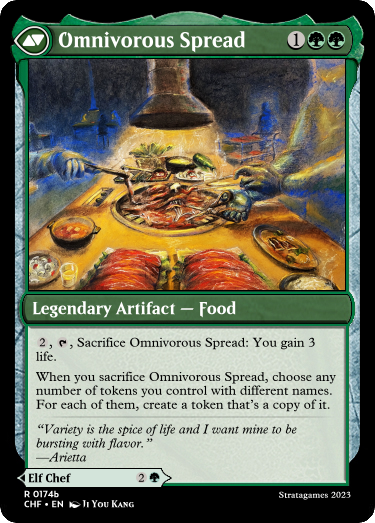 Omnivorous Spread 1
Legendary Artifact — Food
2, , Sacrifice Omnivorous Spread: You gain 3
life.
When you sacrifice Omnivorous Spread, choose any
number of tokens you control with different names.
For each of them, create a token that's a copy of it.
“Variety is the spice of life and I want mine to be
bursting with flavor.”
—Arietta
Elf Chef 2
R 0174b
Stratagames 2023
CHF • EN Ji You Kang